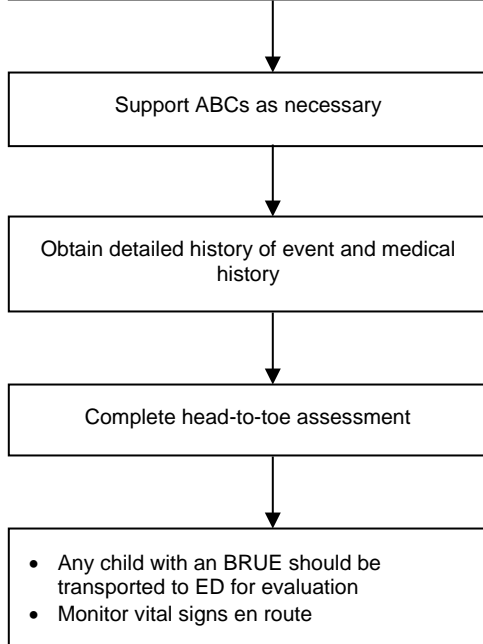 Support ABCs as necessary
Obtain detailed history of event and medical
history
Complete head-to-toe assessment
• Any child with an BRUE should be
transported to ED for evaluation
• Monitor vital signs en route